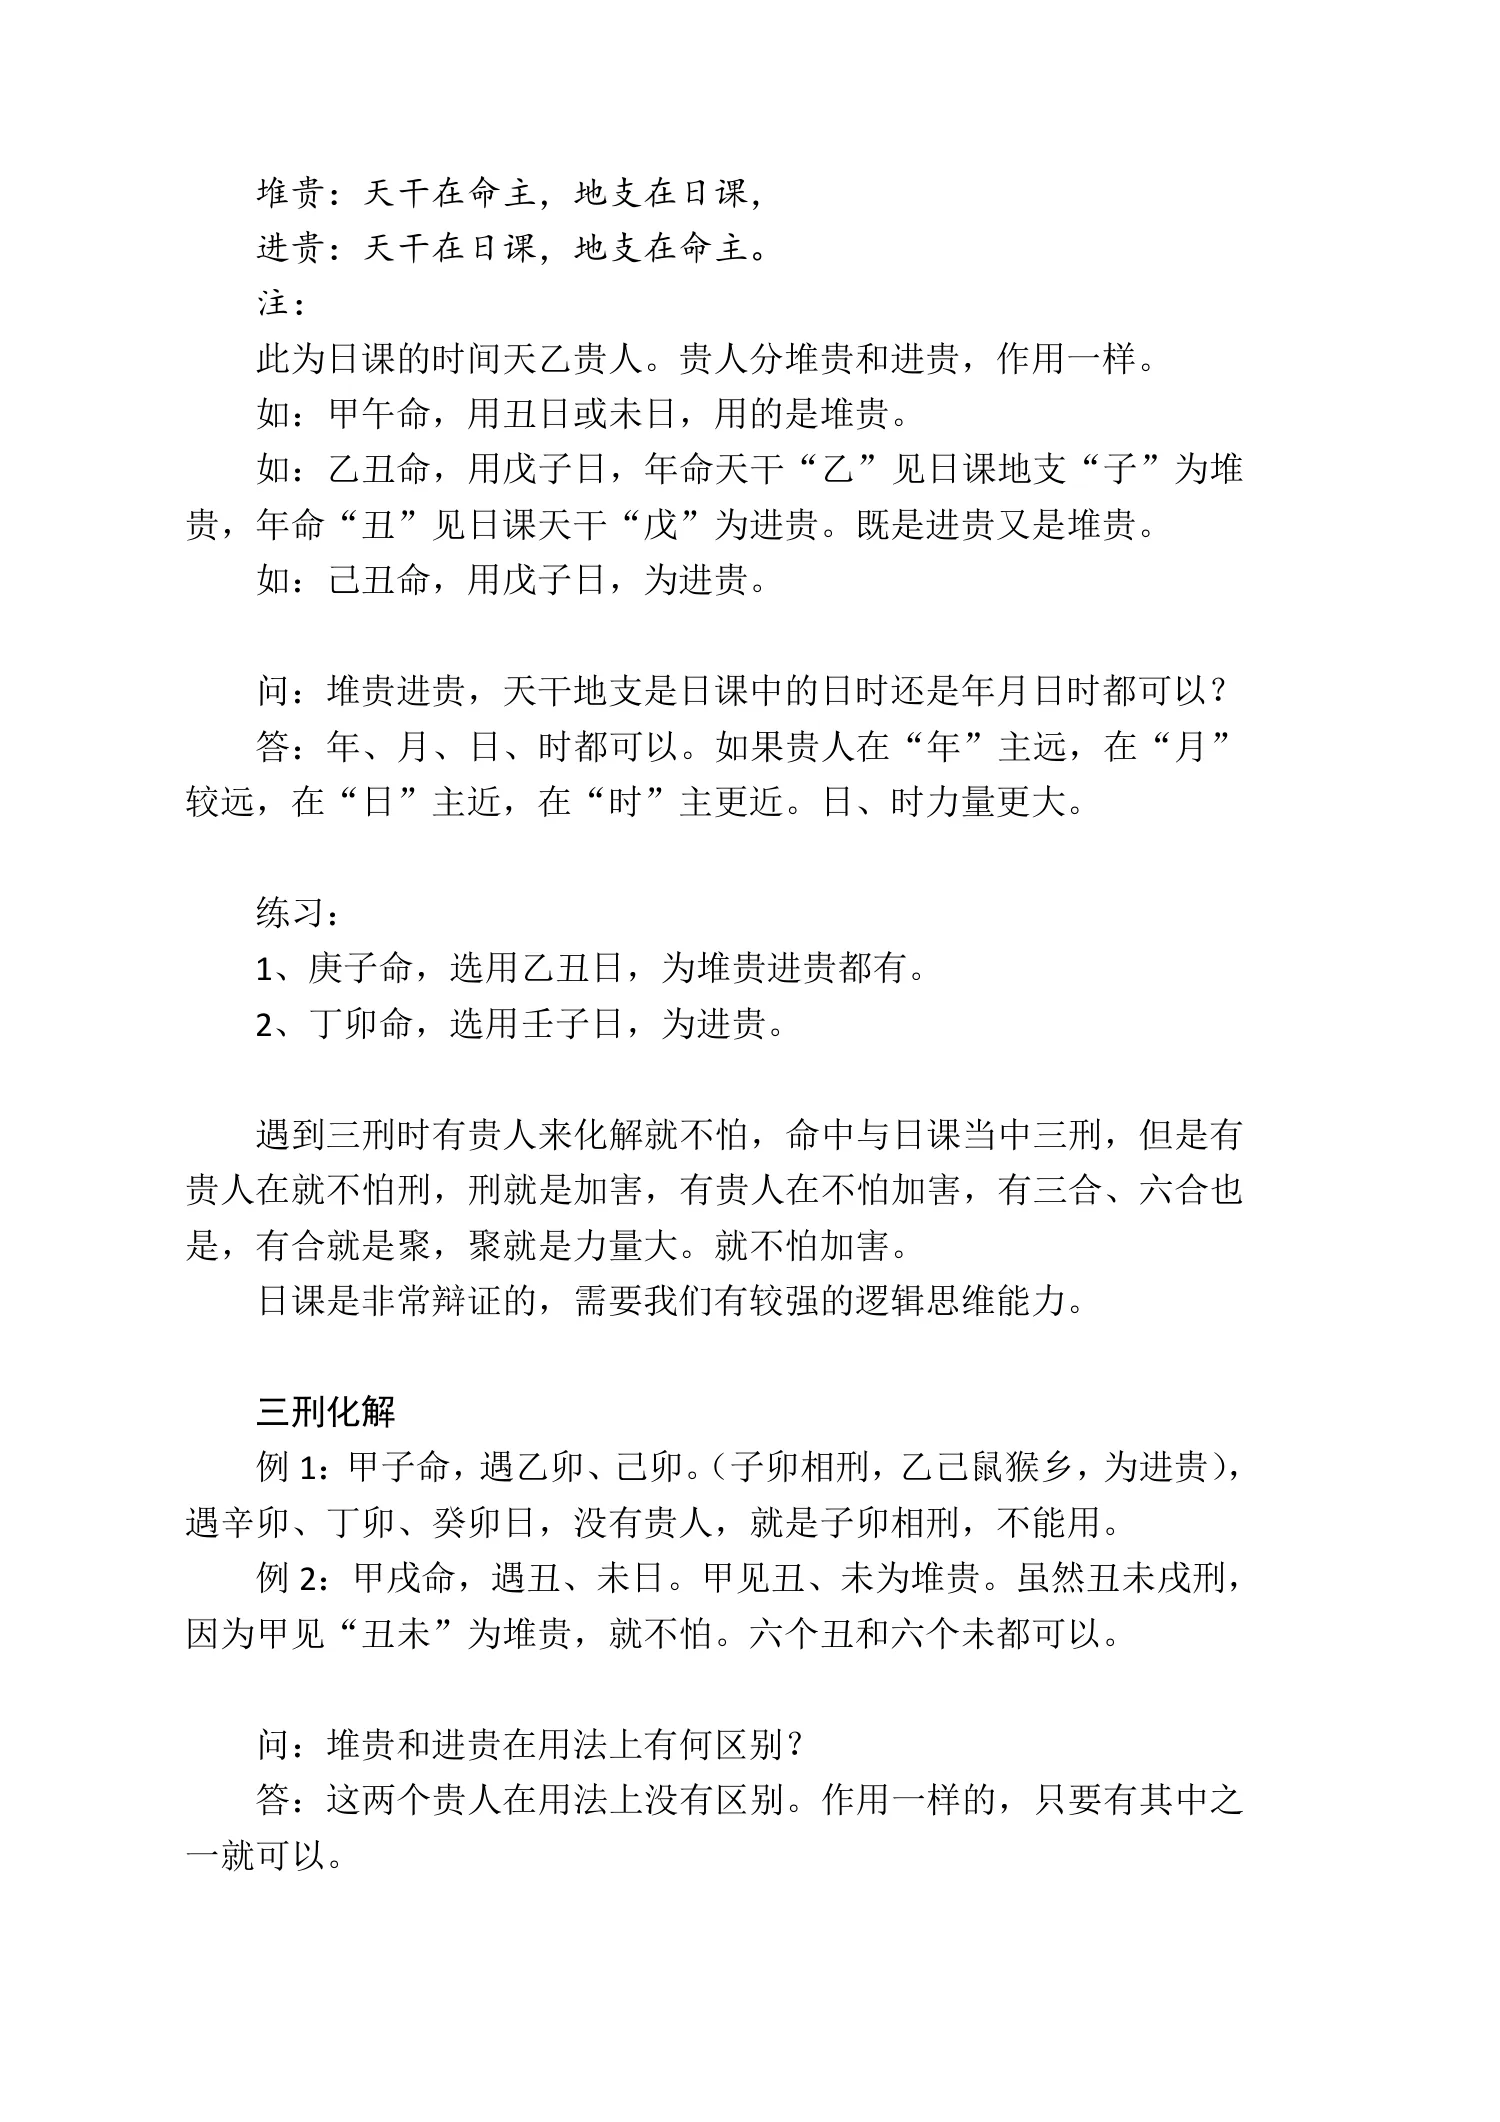 堆贵：天干在命主，地支在日课，
进贵：天干在日课，地支在命主。
注：
此为日课的时间天乙贵人。贵人分堆贵和进贵，作用一样。
如：甲午命，用丑日或未日，用的是堆贵。
如：乙丑命，用戊子日，年命天干“乙”见日课地支“子”为堆
贵，年命“丑”见日课天干“戊”为进贵。既是进贵又是堆贵。
如：己丑命，用戊子日，为进贵。
问：堆贵进贵，天干地支是日课中的日时还是年月日时都可以？
答：年、月、日、时都可以。如果贵人在“年”主远，在“月”
较远，在“日”主近，在“时”主更近。日、时力量更大。
练习：
1、庚子命，选用乙丑日，为堆贵进贵都有。
2、丁卯命，选用壬子日，为进贵。
遇到三刑时有贵人来化解就不怕，命中与日课当中三刑，但是有
贵人在就不怕刑，刑就是加害，有贵人在不怕加害，有三合、六合也
是，有合就是聚，聚就是力量大。就不怕加害。
日课是非常辩证的，需要我们有较强的逻辑思维能力。
三刑化解
例 1：甲子命，遇乙卯、己卯。（子卯相刑，乙己鼠猴乡，为进贵），
遇辛卯、丁卯、癸卯日，没有贵人，就是子卯相刑，不能用。
例 2：甲戌命，遇丑、未日。甲见丑、未为堆贵。虽然丑未戌刑，
因为甲见“丑未”为堆贵，就不怕。六个丑和六个未都可以。
问：堆贵和进贵在用法上有何区别？
答：这两个贵人在用法上没有区别。作用一样的，只要有其中之
一就可以。